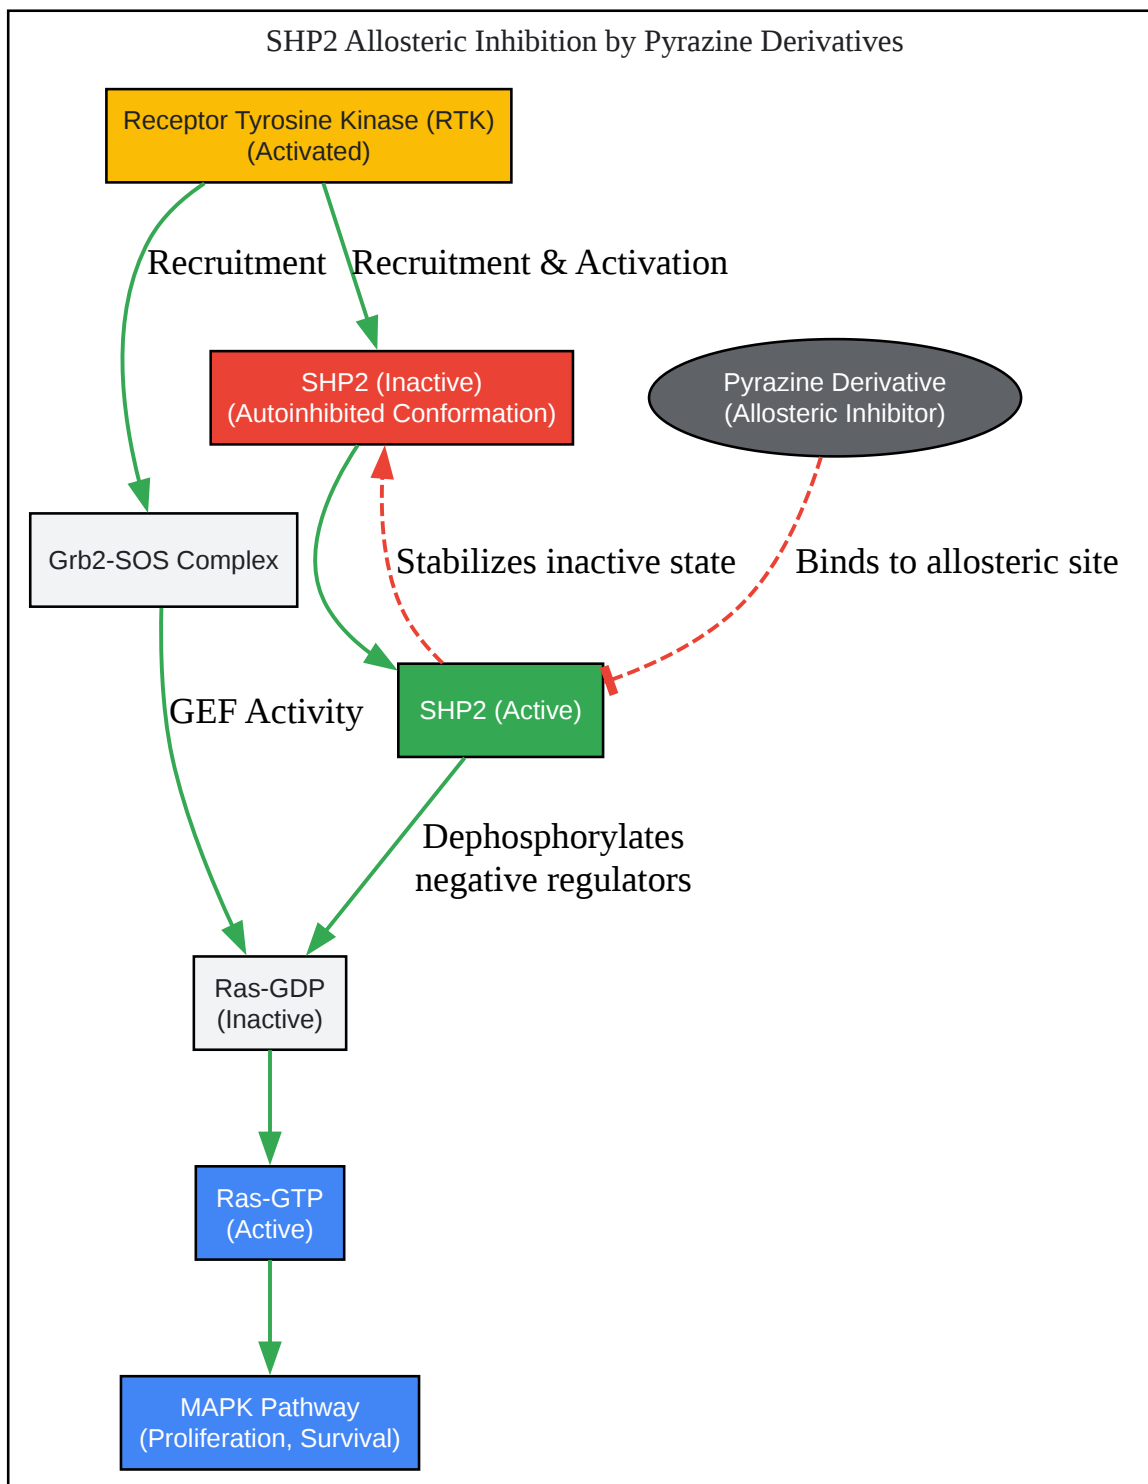 SHP2 Allosteric Inhibition by Pyrazine Derivatives
Receptor Tyrosine Kinase (RTK)
(Activated)
Recruitment
Recruitment & Activation
SHP2 (Inactive)
(Autoinhibited Conformation)
Pyrazine Derivative
(Allosteric Inhibitor)
Grb2-SOS Complex
Stabilizes inactive state
Binds to allosteric site
GEF Activity
SHP2 (Active)
Dephosphorylates
negative regulators
Ras-GDP
(Inactive)
Ras-GTP
(Active)
MAPK Pathway
(Proliferation, Survival)